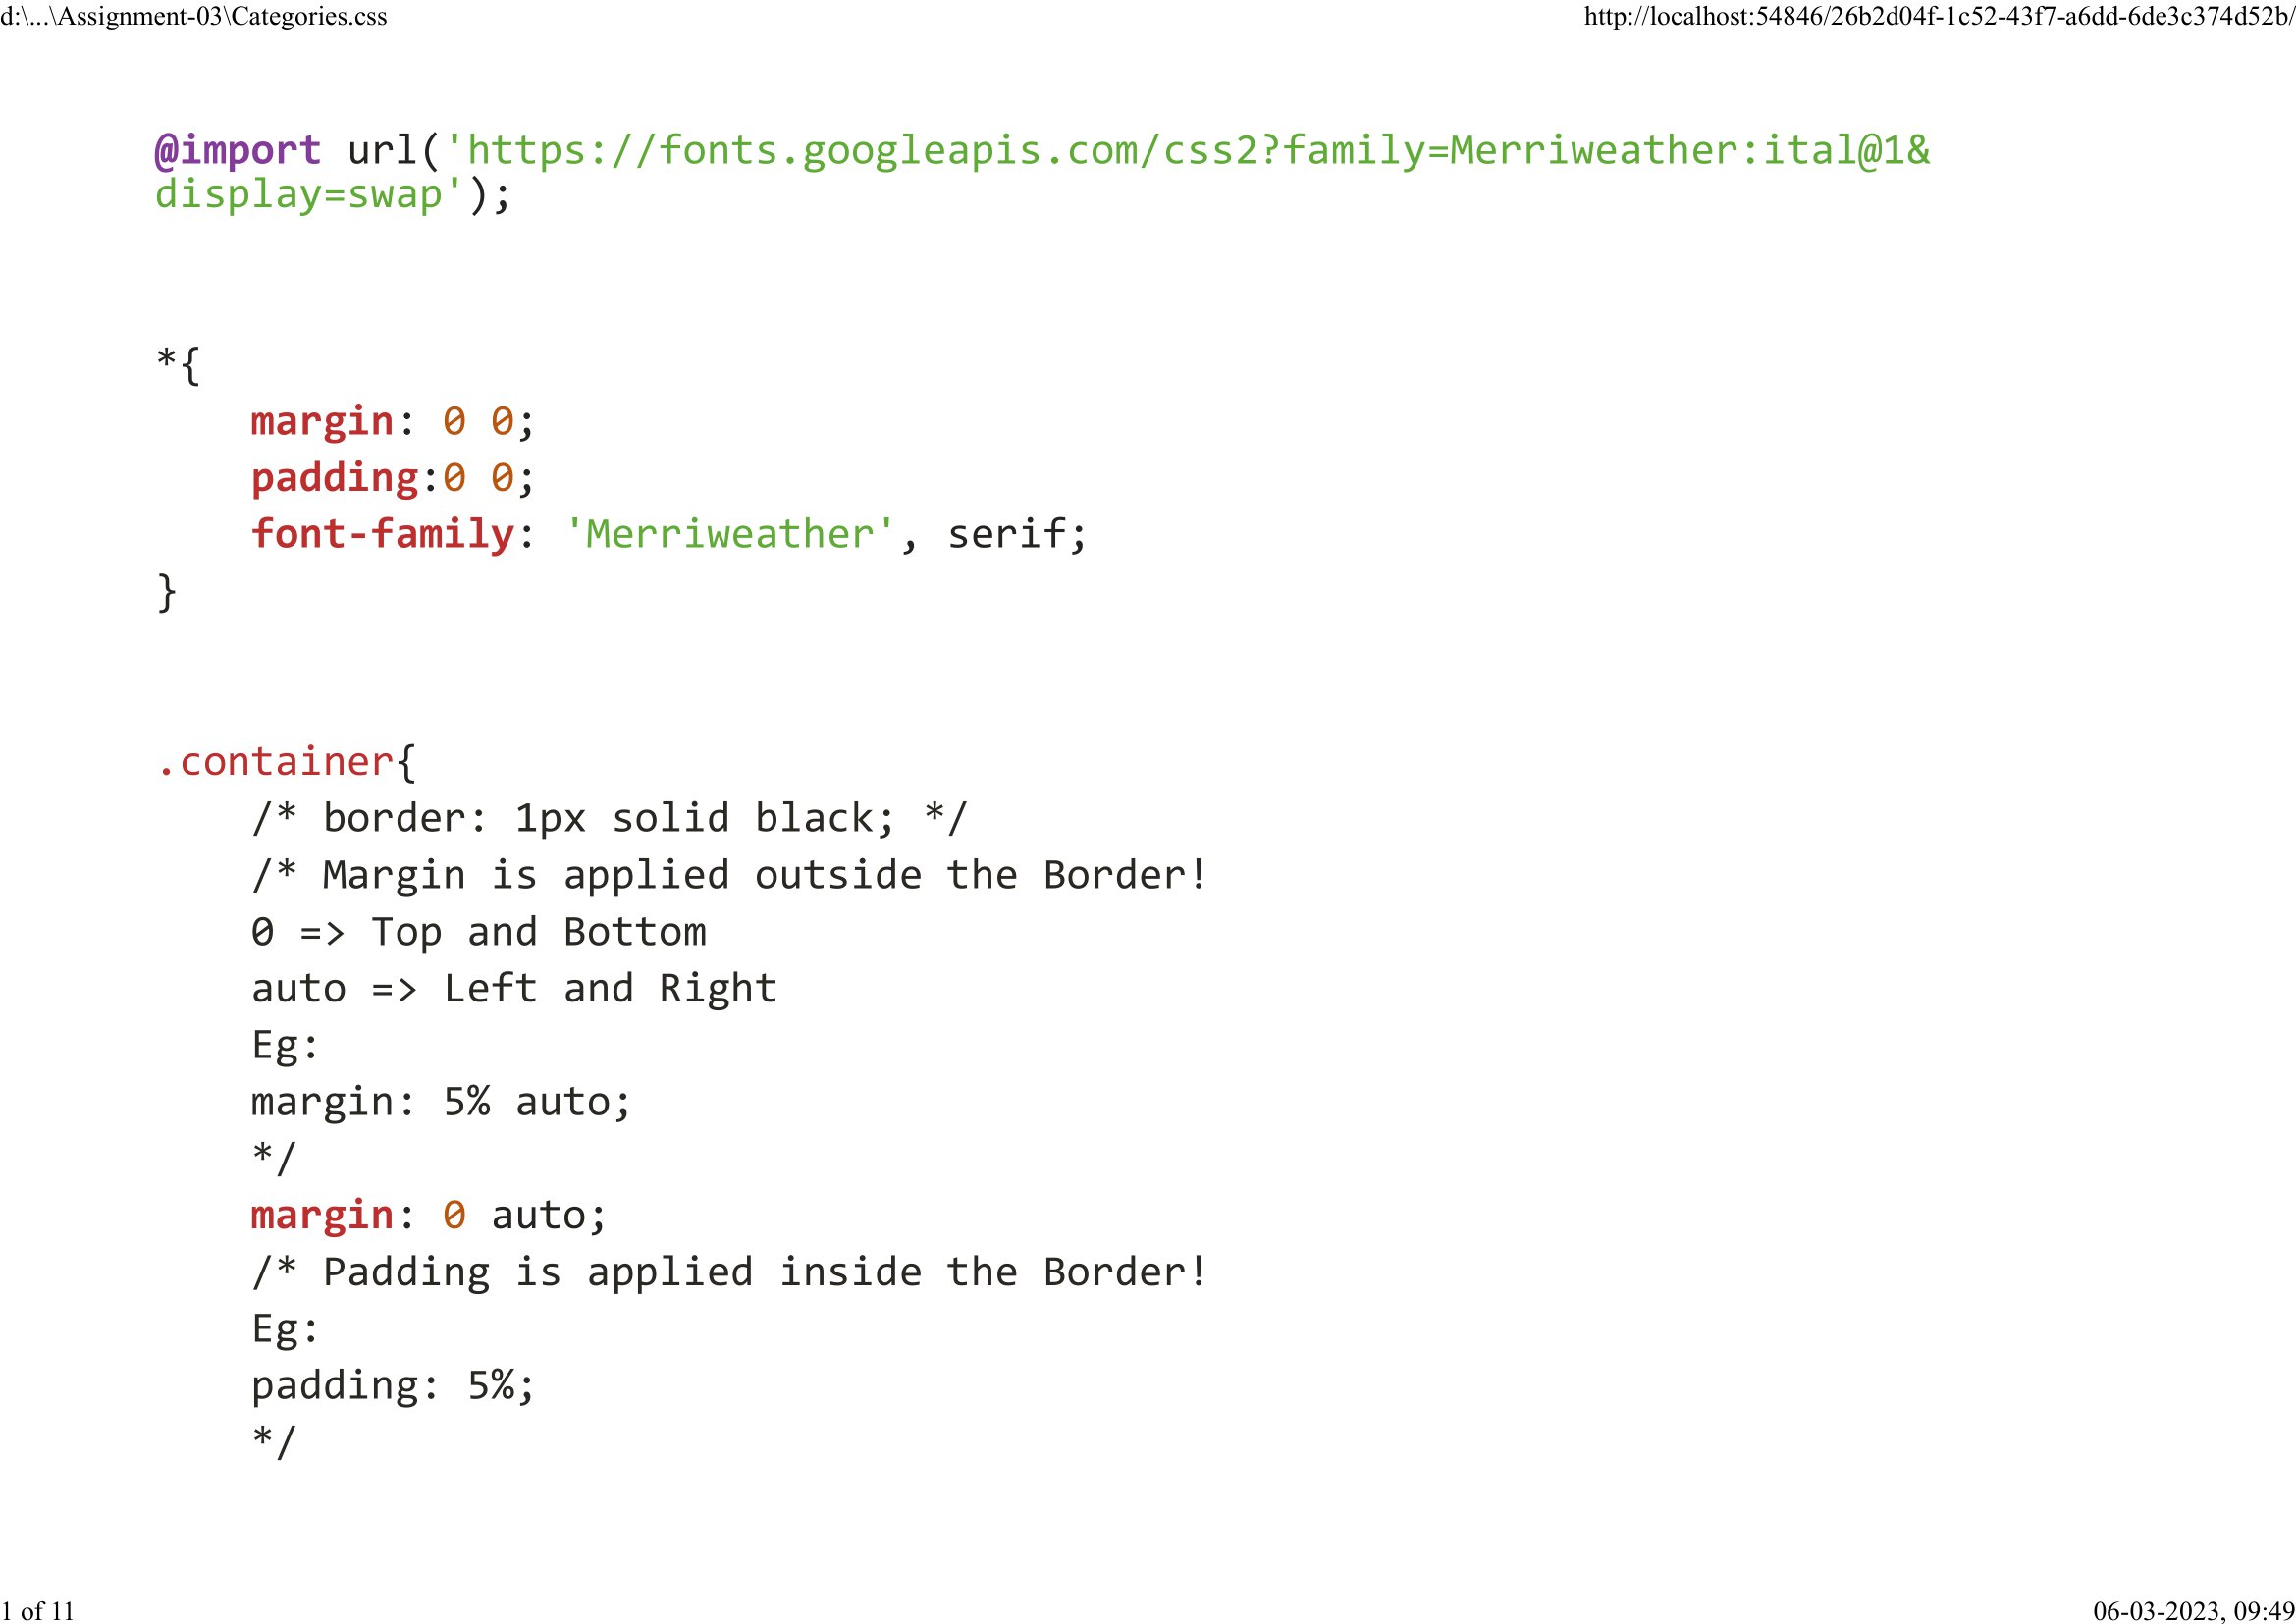 d:\...\Assignment-03\Categories.css
http://localhost:54846/26b2d04f-1c52-43f7-a6dd-6de3c374d52b/
@import url('https://fonts.googleapis.com/css2?family=Merriweather:ital@1&
display=swap');
*{
    margin: 0 0;
    padding:0 0;
    font-family: 'Merriweather', serif;
}
.container{
    /* border: 1px solid black; */
    /* Margin is applied outside the Border!
    0 => Top and Bottom
    auto => Left and Right
    Eg:
    margin: 5% auto;
    */
    margin: 0 auto;
    /* Padding is applied inside the Border!
    Eg:
    padding: 5%;
    */
1 of 11
06-03-2023, 09:49